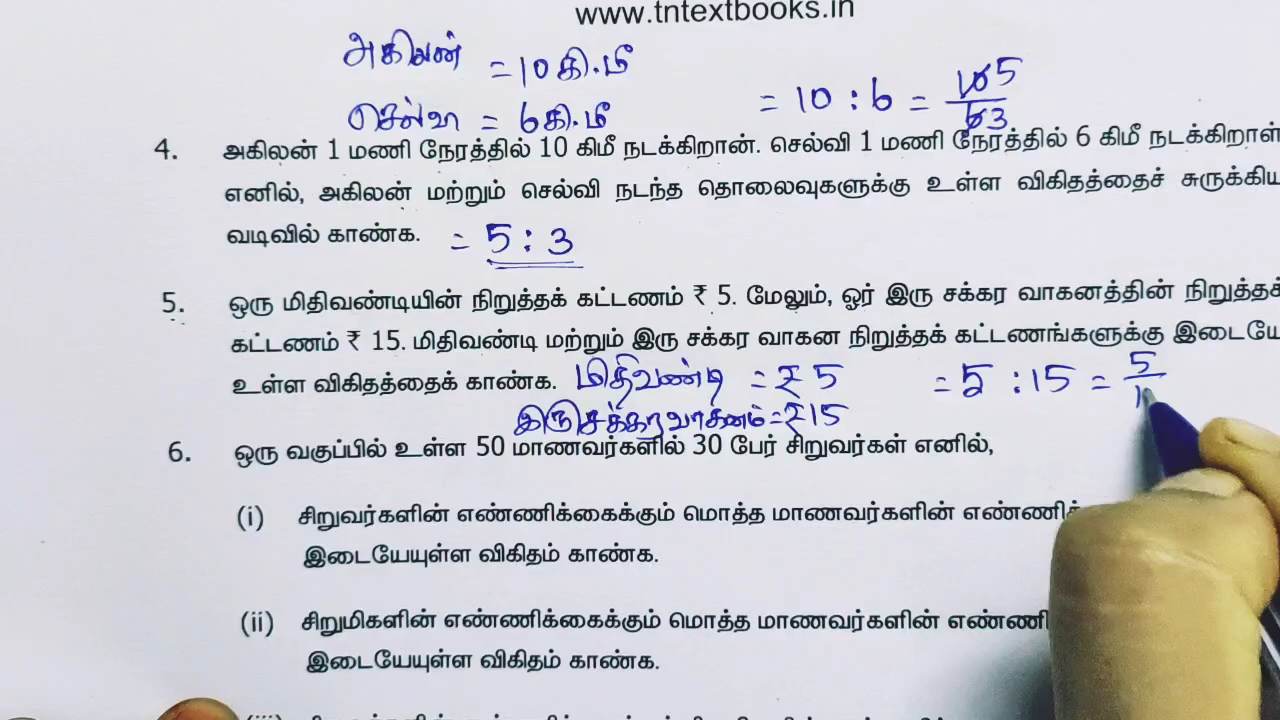 www.tntextbooks.in
அகிலன் = 10 கி.மீ
= 10 : 6 = 10 5 / 6 3
செல்வி = 6 கி.மீ
4. அகிலன் 1 மணி நேரத்தில் 10 கிமீ நடக்கிறான். செல்வி 1 மணி நேரத்தில் 6 கிமீ நடக்கிறாள்
எனில், அகிலன் மற்றும் செல்வி நடந்த தொலைவுகளுக்கு உள்ள விகிதத்தைச் சுருக்கிய
வடிவில் காண்க. = 5 : 3
5. ஒரு மிதிவண்டியின் நிறுத்தக் கட்டணம் ₹ 5. மேலும், ஓர் இரு சக்கர வாகனத்தின் நிறுத்தக்
கட்டணம் ₹ 15. மிதிவண்டி மற்றும் இரு சக்கர வாகன நிறுத்தக் கட்டணங்களுக்கு இடையே
உள்ள விகிதத்தைக் காண்க. மிதிவண்டி = ₹ 5 = 5 : 15 = 5 / 1
இருசக்கரவாகனம் = ₹15
6. ஒரு வகுப்பில் உள்ள 50 மாணவர்களில் 30 பேர் சிறுவர்கள் எனில்,
(i) சிறுவர்களின் எண்ணிக்கைக்கும் மொத்த மாணவர்களின்
இடையேயுள்ள விகிதம் காண்க.
(ii) சிறுமிகளின் எண்ணிக்கைக்கும் மொத்த மாணவர்களின்
இடையேயுள்ள விகிதம் காண்க.